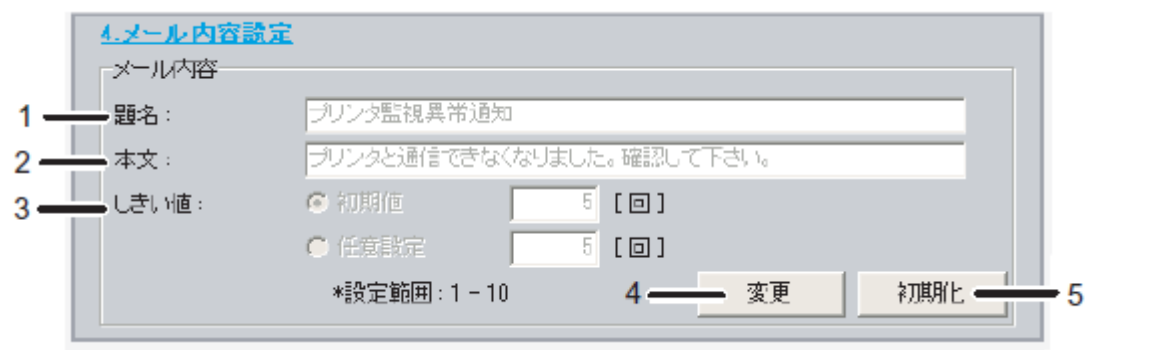 4.メール内容設定
メール内容
1 題名： プリンタ監視異常通知
2 本文： プリンタと通信できなくなりました。確認して下さい。
3 しきい値： 初期値 5 [回]
任意設定 5 [回]
*設定範囲：1－10 4 変更 初期化 5